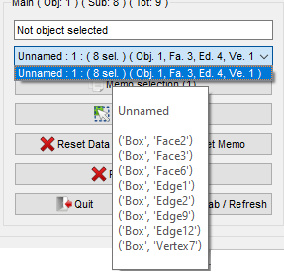 Main ( Obj: 1 ) ( Sub: 8 ) ( Tot: 9 )
Not object selected
Unnamed : 1 : ( 8 sel. ) ( Obj. 1, Fa. 3, Ed. 4, Ve. 1
Unnamed : 1 : ( 8 sel. ) ( Obj. 1, Fa. 3, Ed. 4, Ve. 1 )
Memo selection (1)
Unnamed
Reset Data
et Memo
('Box', 'Face2')
('Box', 'Face3')
('Box', 'Face6')
('Box', 'Edge1')
('Box', 'Edge2')
('Box', 'Edge9')
('Box', 'Edge12')
('Box', 'Vertex7')
Quit
ab / Refresh